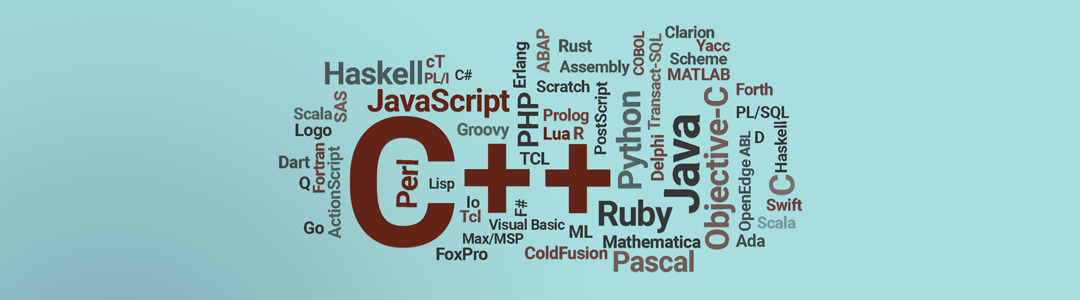 Haskell
cT
PL/I
C#
Erlang
ABAP
Rust
Assembly
COBOL
Transact-SQL
Clarion
Yacc
Scheme
MATLAB
Forth
PL/SQL
Scala
SAS
Logo
JavaScript
Groovy
PHP
Scratch
Prolog
Lua
R
PostScript
Python
Delphi
Java
Objective-C
D
Haskell
OpenEdge ABL
C
Swift
Scala
Ada
Dart
Fortran
Q
ActionScript
Go
C++
Perl
Lisp
TCL
Io
Tcl
F#
Visual Basic
Max/MSP
FoxPro
ML
ColdFusion
Ruby
Mathematica
Pascal